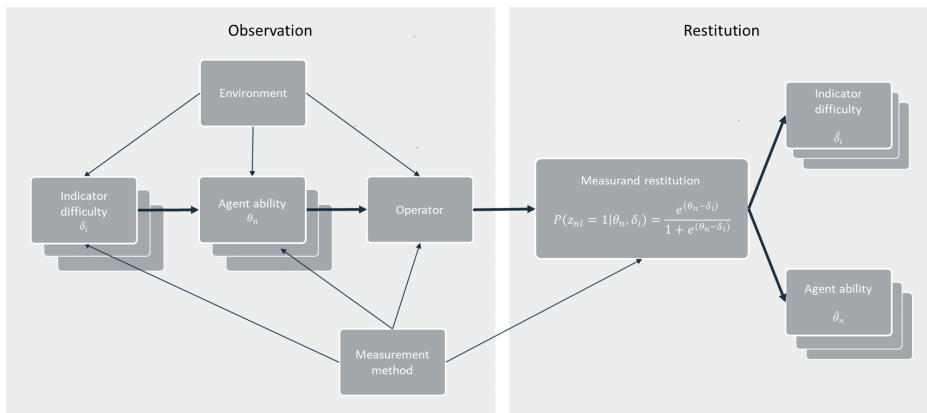 Observation
Restitution
Environment
Indicator
difficulty
δ̂ᵢ
Indicator
difficulty
δᵢ
Agent ability
θₙ
Operator
Measurand restitution
P(zₙᵢ = 1|θₙ, δᵢ) = e^(θₙ−δᵢ) / 1 + e^(θₙ−δᵢ)
Agent ability
θ̂ₙ
Measurement
method